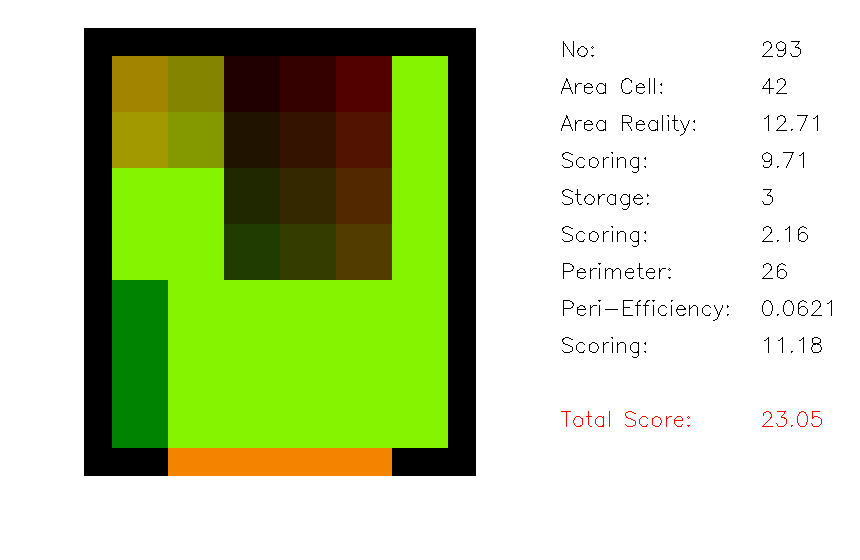 No: 293
Area Cell: 42
Area Reality: 12.71
Scoring: 9.71
Storage: 3
Scoring: 2.16
Perimeter: 26
Peri-Efficiency: 0.0621
Scoring: 11.18
Total Score: 23.05